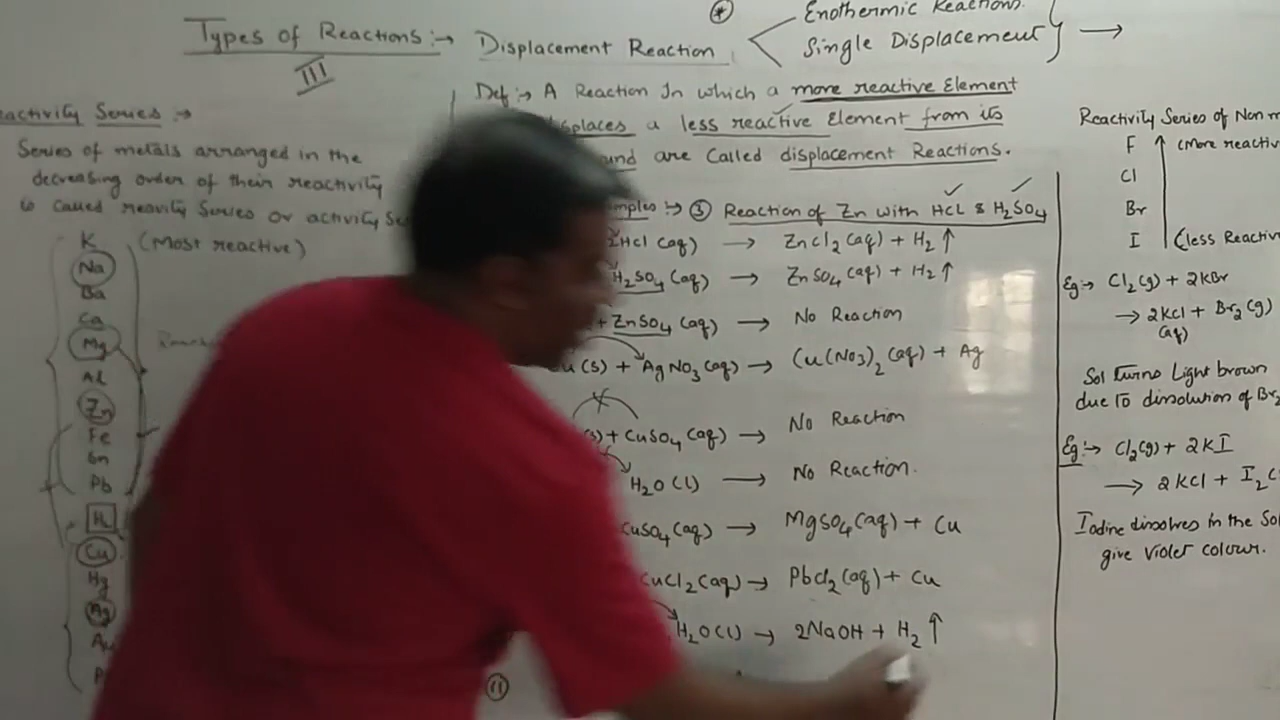 Types of Reactions :→ Displacement Reaction
III
* Enothermic Reactions.
Single Displacement } →
Def :→ A Reaction In which a more reactive Element
displaces a less reactive Element from its
are Called displacement Reactions.
eactivity Series :→
Series of metals arranged in the
decreasing order of their reactivity
is called reavity Series or activity Se
K (Most reactive)
Na
Ba
Ca
Mg
Al
Zn
Fe
Sn
Pb
H
Cu
Hg
Ag
Au
P
mples :→ ③ Reaction of Zn with HCL & H₂SO₄
2HCl (aq) → ZnCl₂ (aq) + H₂ ↑
H₂SO₄ (aq) → ZnSO₄ (aq) + H₂ ↑
+ ZnSO₄ (aq) → No Reaction
Cu (S) + AgNO₃ (aq) → Cu(NO₃)₂ (aq) + Ag
(s) + CuSO₄ (aq) → No Reaction
H₂O (l) → No Reaction.
CuSO₄ (aq) → MgSO₄ (aq) + Cu
CuCl₂ (aq) → PbCl₂ (aq) + Cu
H₂O (l) → 2NaOH + H₂ ↑
⑪
Reactivity Series of Non m
F (More reactiv
Cl
Br
I (less Reactiv
Eg :→ Cl₂ (g) + 2KBr
→ 2KCl + Br₂ (g)
(aq)
Sol turns Light brown
due to dissolution of Br₂
Eg :→ Cl₂(g) + 2KI
→ 2KCl + I₂ (
Iodine dissolves in the Sol
give Violet colour.